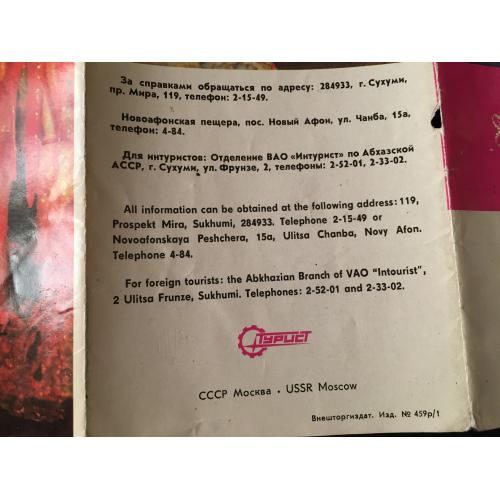 За справками обращаться по адресу: 284933, г. Сухуми,
пр. Мира, 119, телефон: 2-15-49.
Новоафонская пещера, пос. Новый Афон, ул. Чанба, 15а,
телефон: 4-84.
Для интуристов: Отделение ВАО «Интурист» по Абхазской
АССР, г. Сухуми, ул. Фрунзе, 2, телефоны: 2-52-01, 2-33-02.
All information can be obtained at the following address: 119,
Prospekt Mira, Sukhumi, 284933. Telephone 2-15-49 or
Novoafonskaya Peshchera, 15a, Ulitsa Chanba, Novy Afon.
Telephone 4-84.
For foreign tourists: the Abkhazian Branch of VAO "Intourist",
2 Ulitsa Frunze, Sukhumi. Telephones: 2-52-01 and 2-33-02.
ТУРИСТ
СССР Москва . USSR Moscow
Внешторгиздат. Изд. № 459р/1